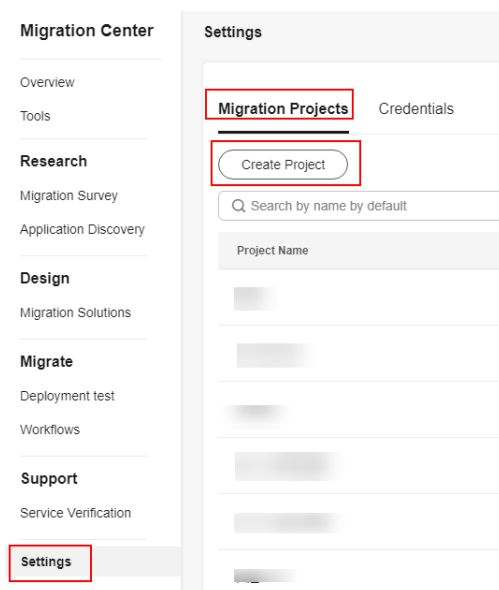 Migration Center
Overview
Tools
Research
Migration Survey
Application Discovery
Design
Migration Solutions
Migrate
Deployment test
Workflows
Support
Service Verification
Settings
Settings
Migration Projects
Credentials
Create Project
Search by name by default
Project Name